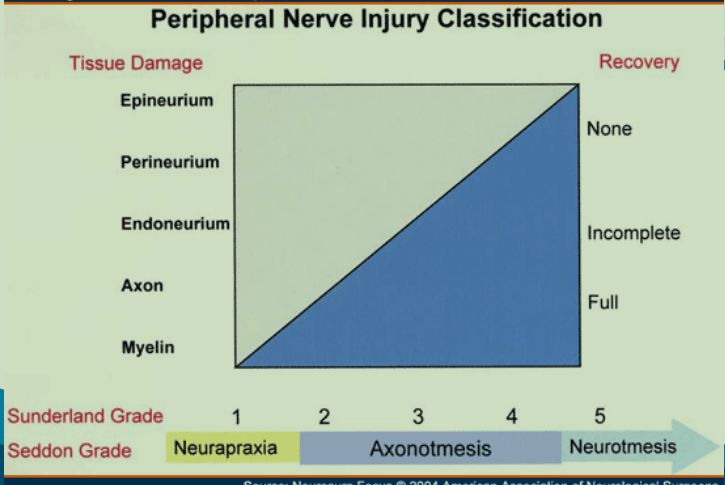 Peripheral Nerve Injury Classification
Tissue Damage
Recovery
Epineurium
None
Perineurium
Endoneurium
Incomplete
Axon
Full
Myelin
Sunderland Grade 1 2 3 4 5
Seddon Grade Neurapraxia Axonotmesis Neurotmesis
Source: Neurosurg Focus © 2004 American Association of Neurological Surgeons